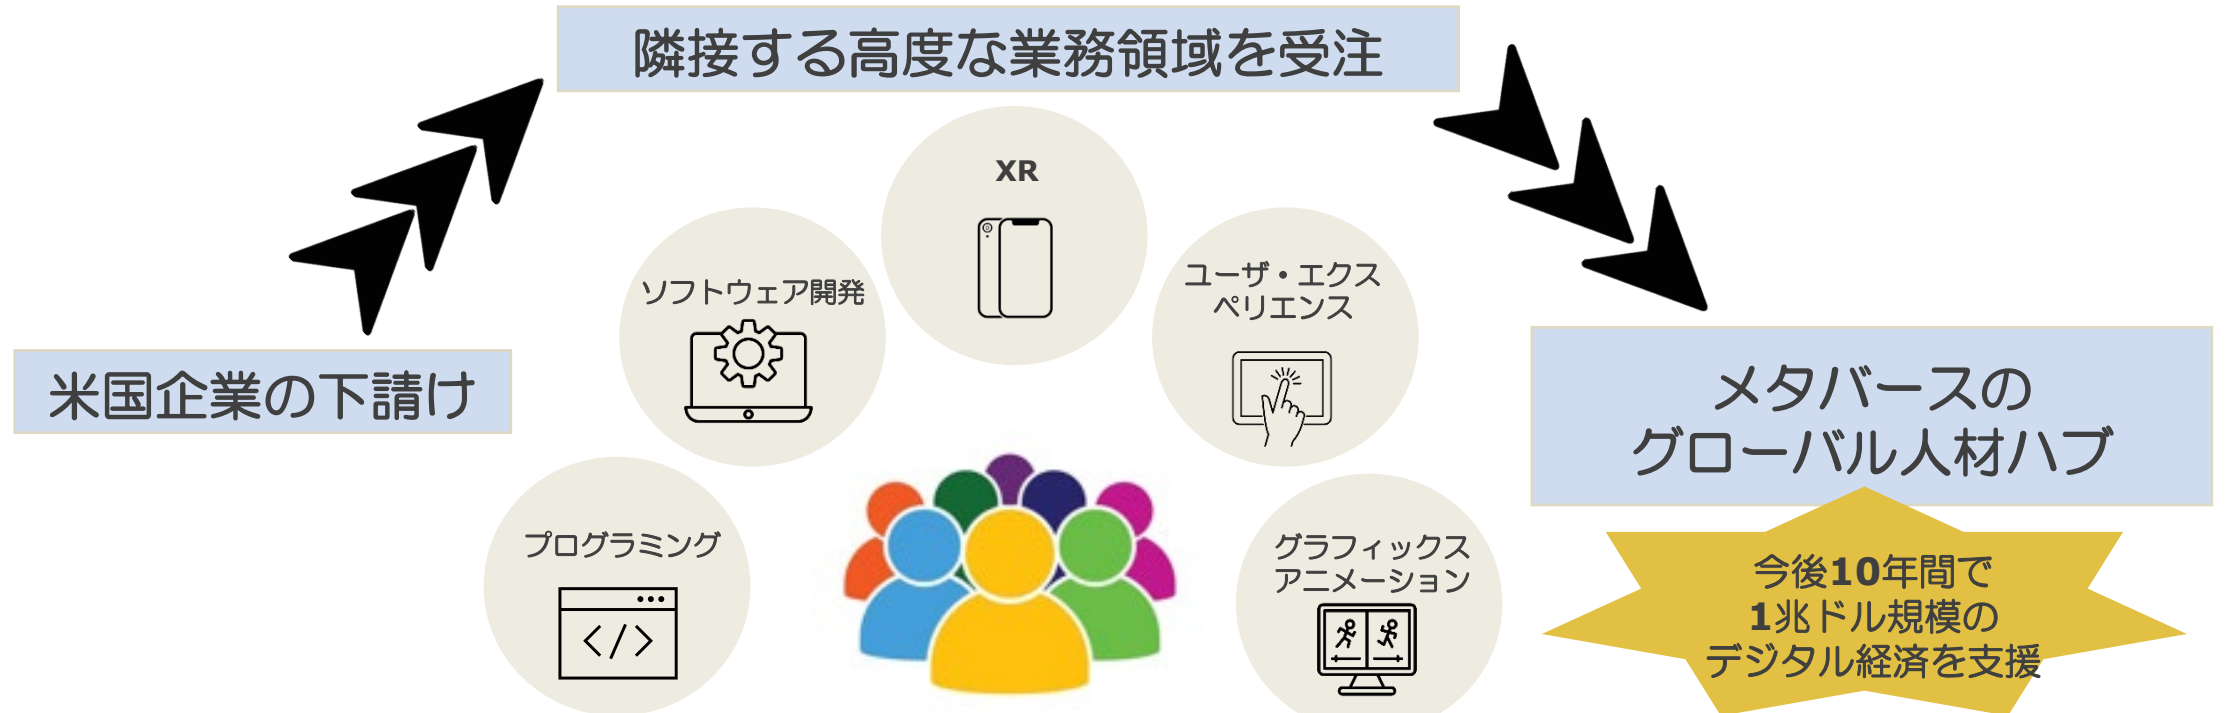 隣接する高度な業務領域を受注
XR
ソフトウェア開発
ユーザ・エクス
ペリエンス
米国企業の下請け
メタバースの
グローバル人材ハブ
プログラミング
</>
グラフィックス
アニメーション
今後10年間で
1兆ドル規模の
デジタル経済を支援